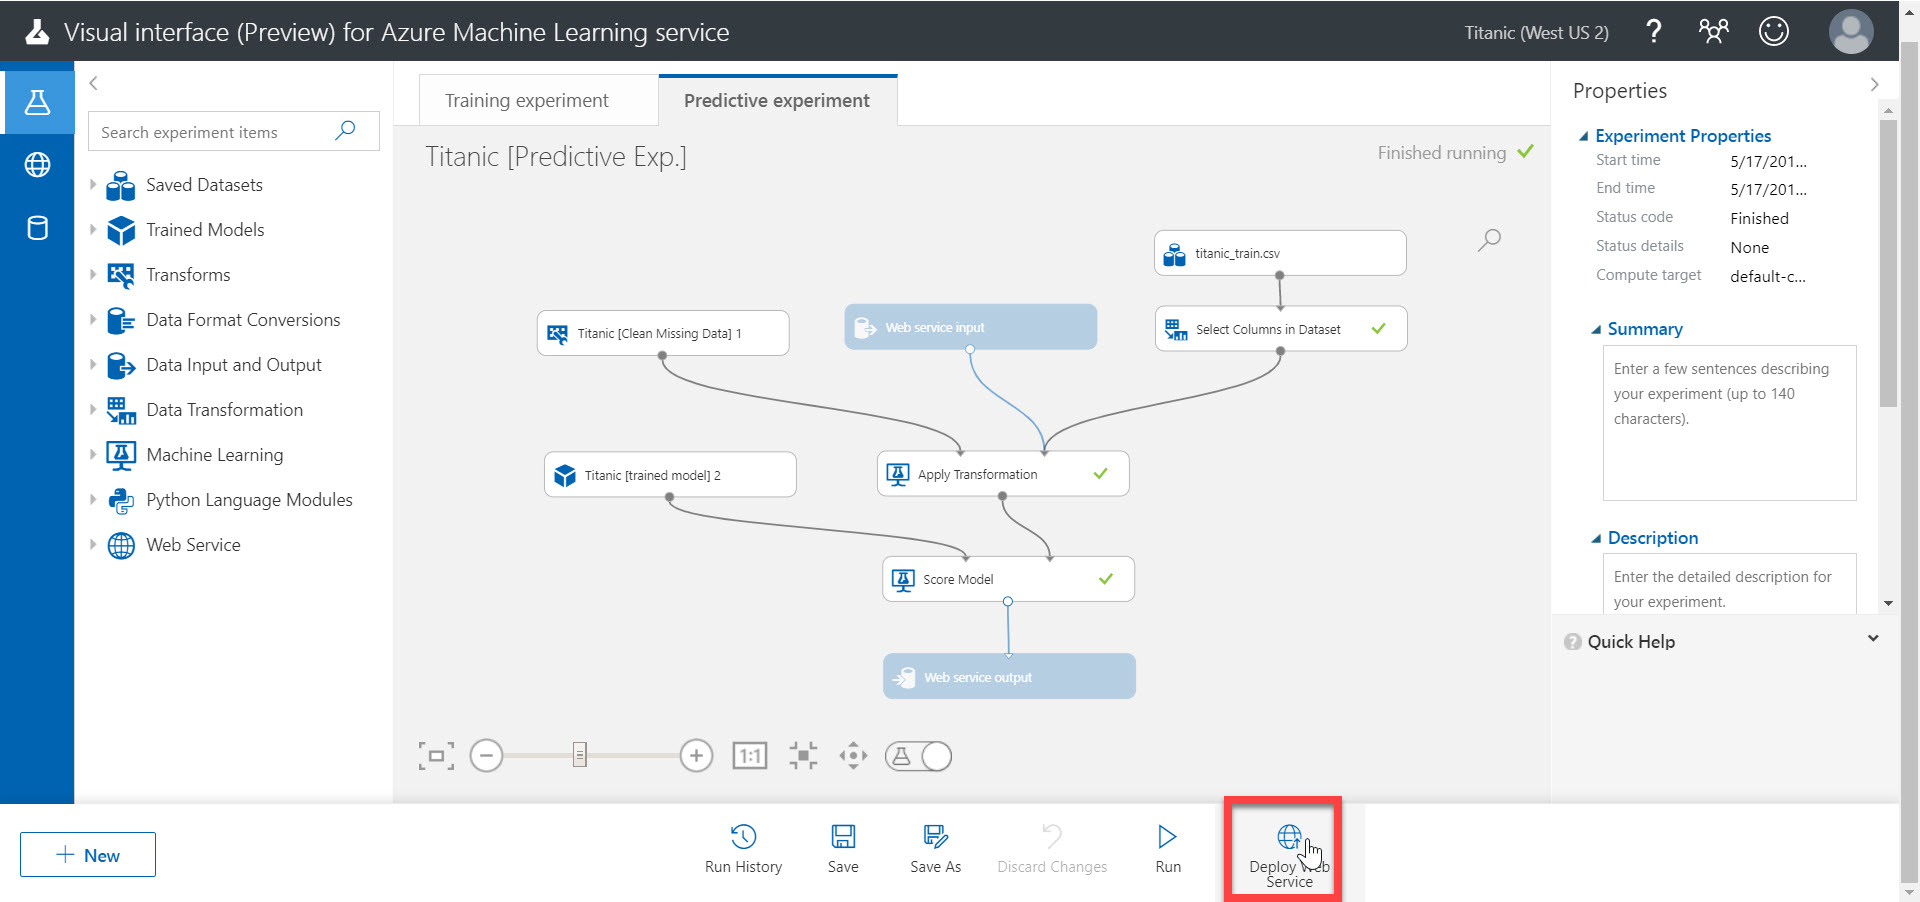 Visual interface (Preview) for Azure Machine Learning service
Titanic (West US 2)
?
Training experiment
Predictive experiment
Properties
Search experiment items
Experiment Properties
Titanic [Predictive Exp.]
Finished running
Start time 5/17/201...
End time 5/17/201...
Status code Finished
Status details None
Compute target default-c...
Saved Datasets
Trained Models
Transforms
Data Format Conversions
Data Input and Output
Data Transformation
Machine Learning
Python Language Modules
Web Service
titanic_train.csv
Titanic [Clean Missing Data] 1
Web service input
Select Columns in Dataset
Titanic [trained model] 2
Apply Transformation
Score Model
Web service output
Summary
Enter a few sentences describing
your experiment (up to 140
characters).
Description
Enter the detailed description for
your experiment.
? Quick Help
1:1
New
Run History
Save
Save As
Discard Changes
Run
Deploy Web
Service